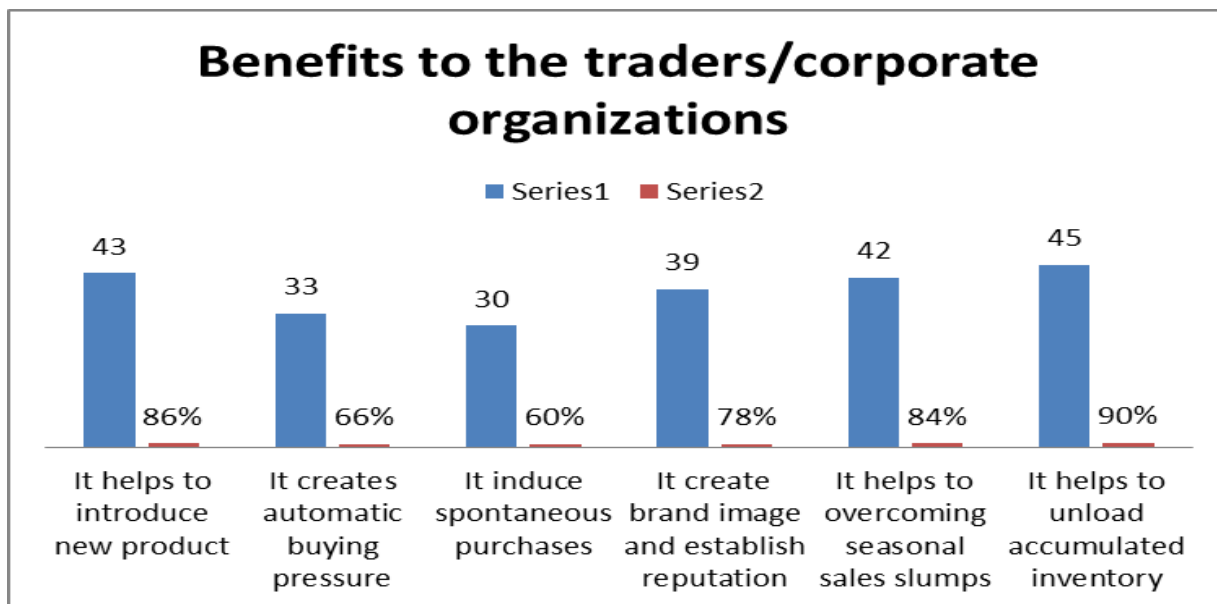 Benefits to the traders/corporate
organizations
Series1 Series2
43
33
30
39
42
45
86%
66%
60%
78%
84%
90%
It helps to
introduce
new product
It creates
automatic
buying
pressure
It induce
spontaneous
purchases
It create
brand image
and establish
reputation
It helps to
overcoming
seasonal
sales slumps
It helps to
unload
accumulated
inventory